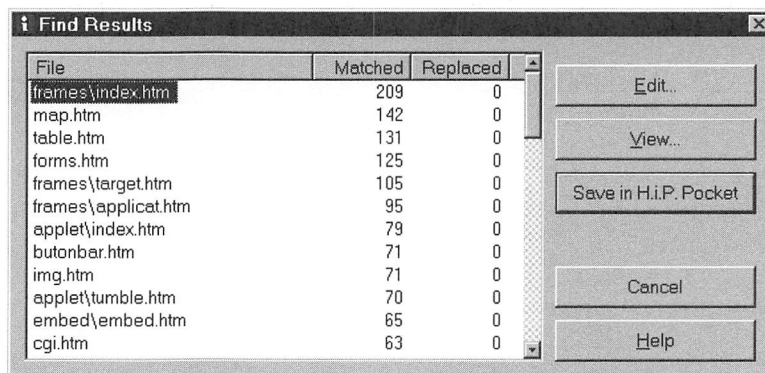 i Find Results
File Matched Replaced
frames\index.htm 209 0
map.htm 142 0
table.htm 131 0
forms.htm 125 0
frames\target.htm 105 0
frames\applicat.htm 95 0
applet\index.htm 79 0
butonbar.htm 71 0
img.htm 71 0
applet\tumble.htm 70 0
embed\embed.htm 65 0
cgi.htm 63 0
Edit...
View...
Save in H.i.P. Pocket
Cancel
Help